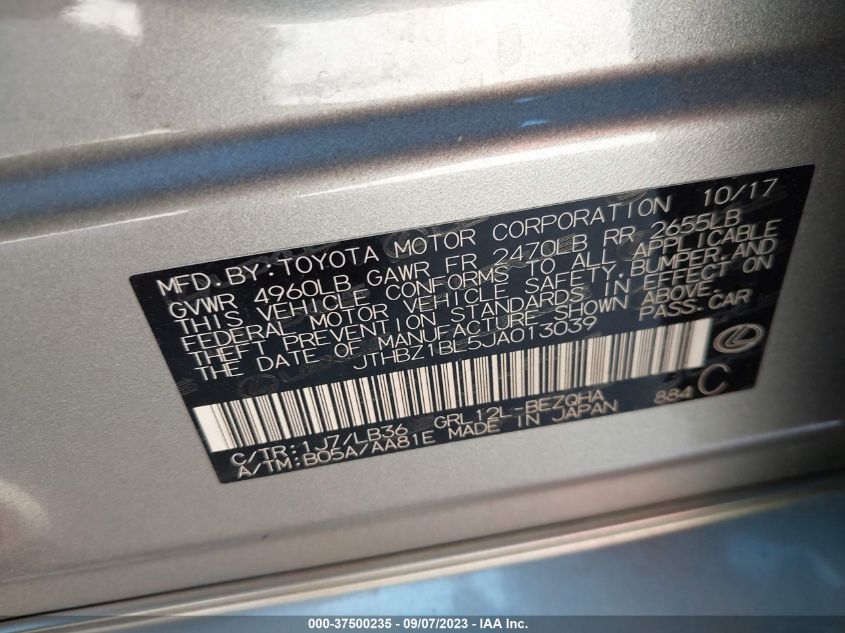 MFD.BY:TOYOTA MOTOR CORPORATION 10/17
GVWR 4960LB GAWR FR 2470LB RR 2655LB
THIS VEHICLE CONFORMS TO ALL APPLICABLE
FEDERAL MOTOR VEHICLE SAFETY,BUMPER,AND
THEFT PREVENTION STANDARDS IN EFFECT ON
THE DATE OF MANUFACTURE SHOWN ABOVE.
JTHBZ1BL5JA013039 PASS.CAR
C/TR:1J7/LB36 GRL12L-BEZQHA 884 C
A/TM:B05A/AA81E MADE IN JAPAN
000-37500235 - 09/07/2023 - IAA Inc.